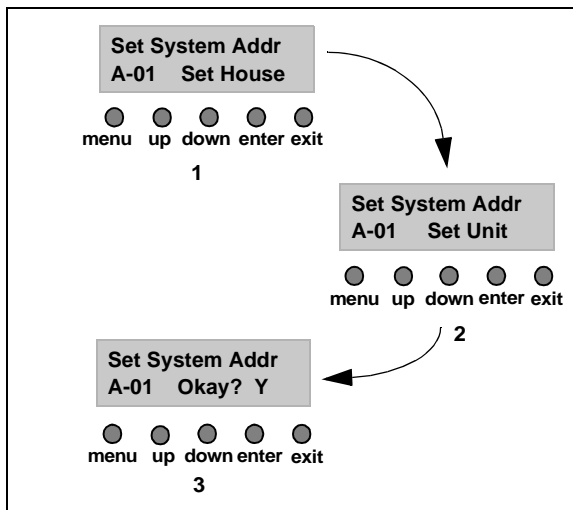 Set System Addr
A-01 Set House
menu up down enter exit
1
Set System Addr
A-01 Set Unit
menu up down enter exit
2
Set System Addr
A-01 Okay? Y
menu up down enter exit
3